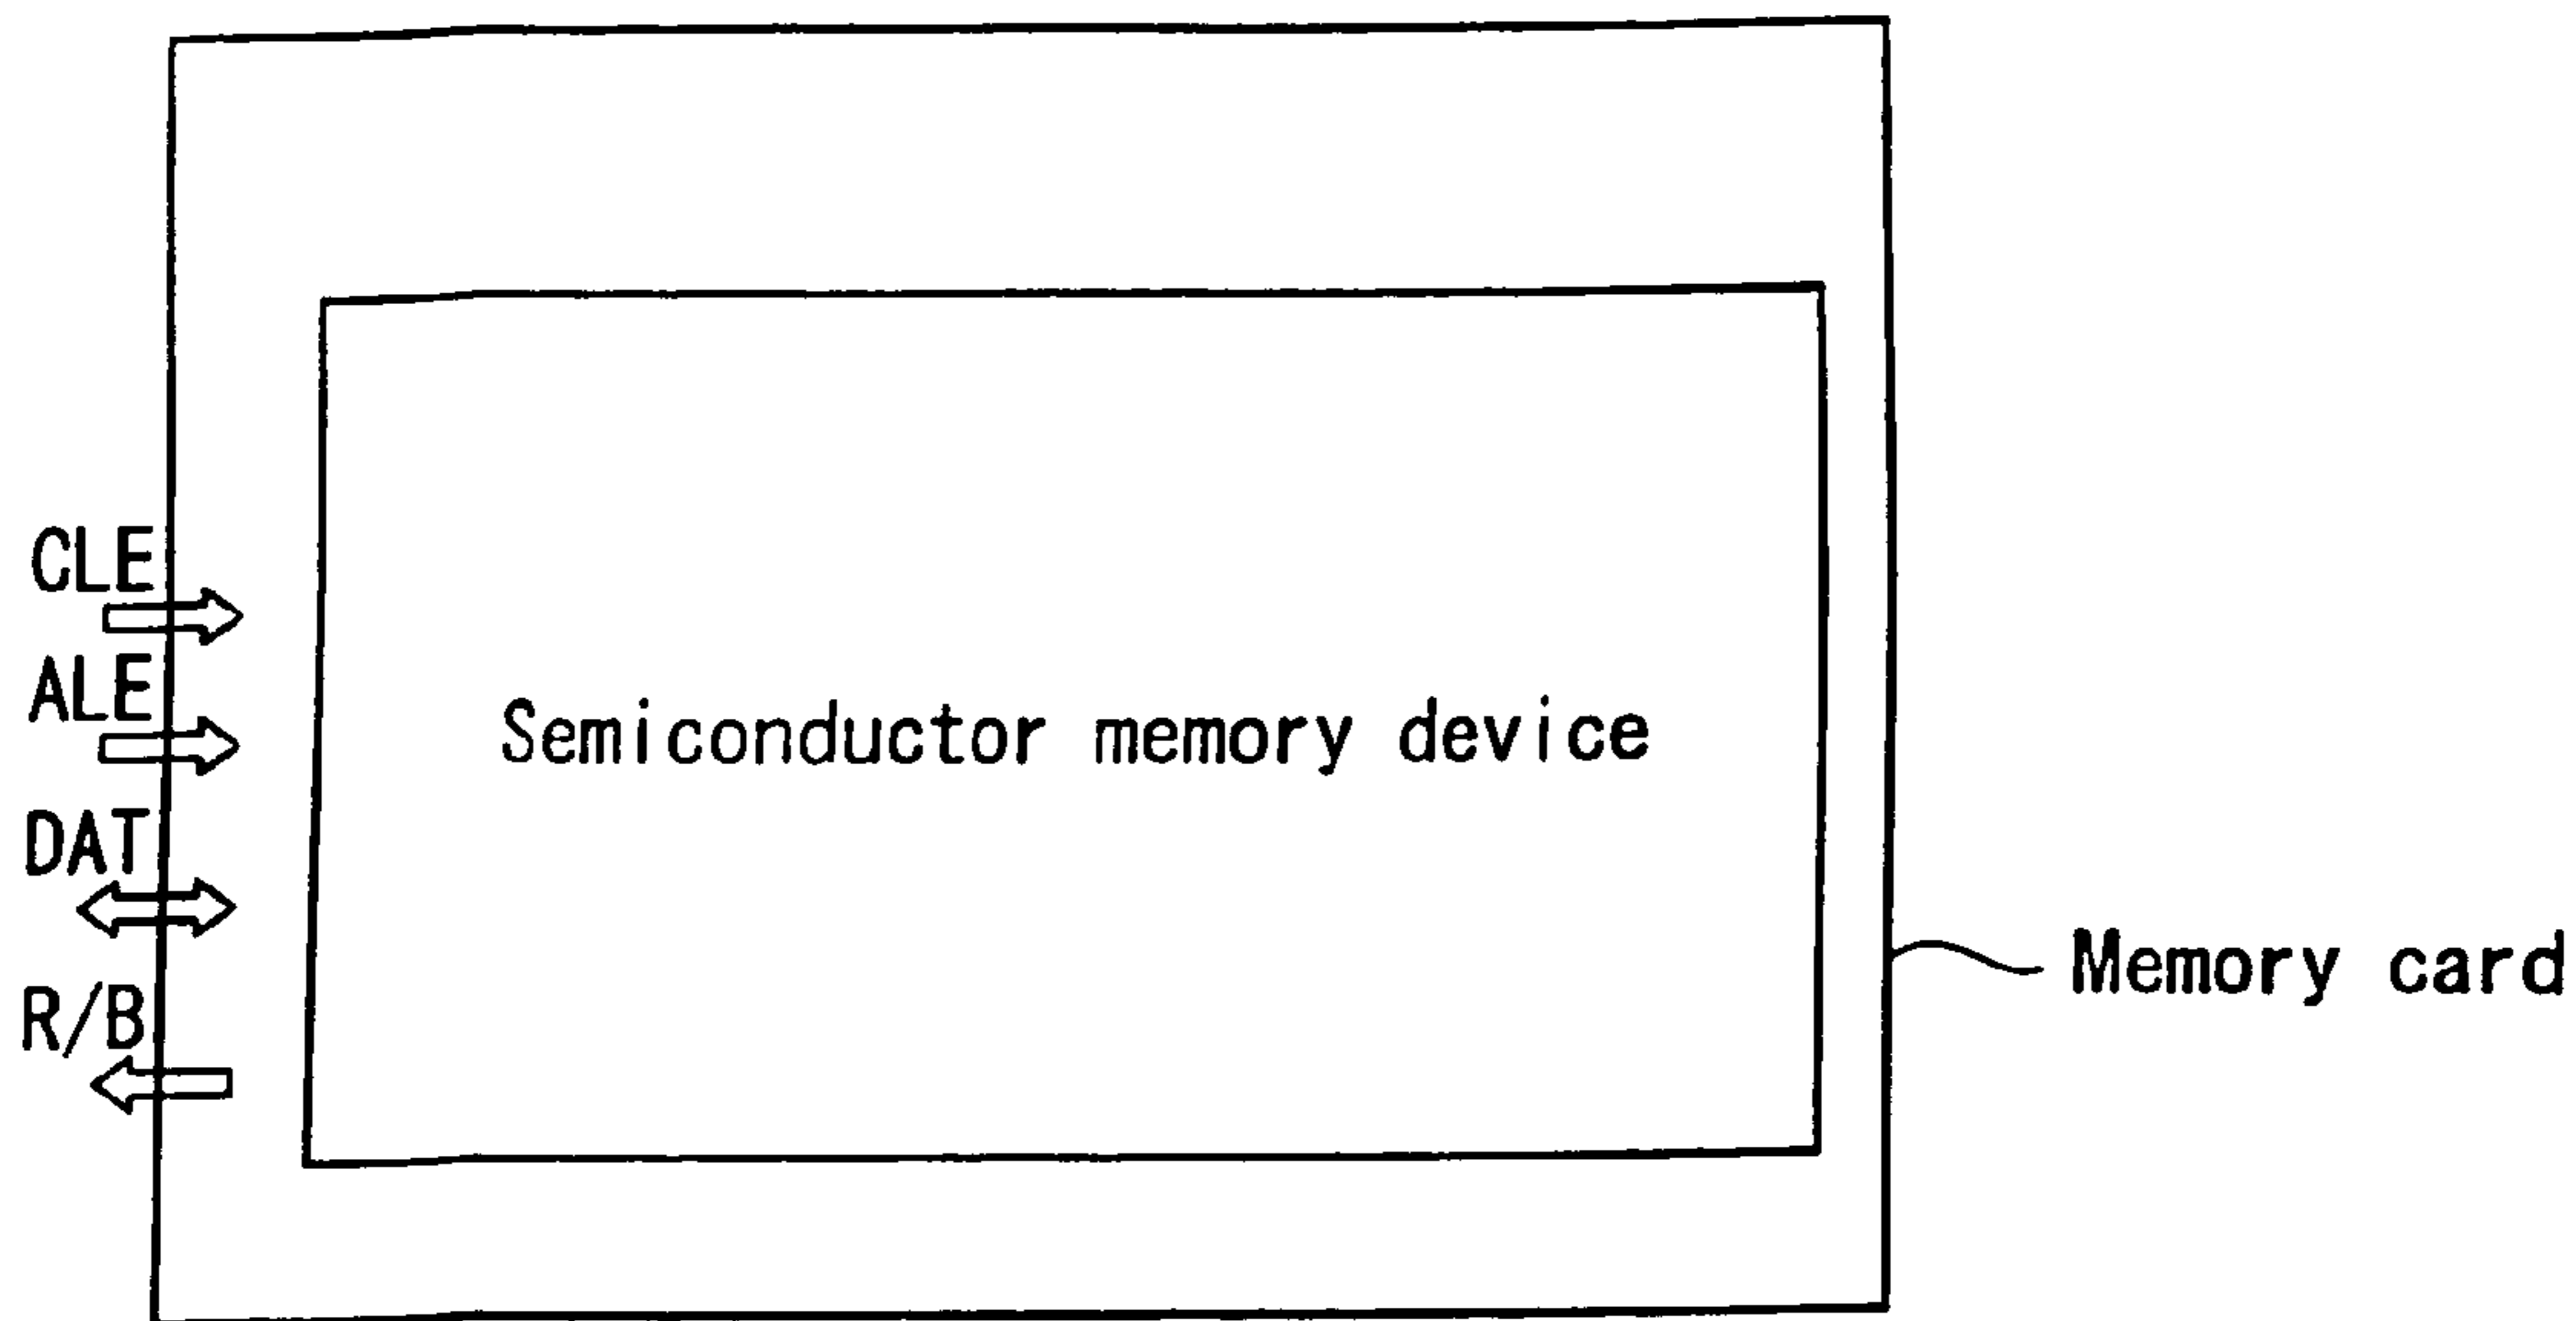 CLE
ALE
Semiconductor memory device
DAT
R/B
Memory card